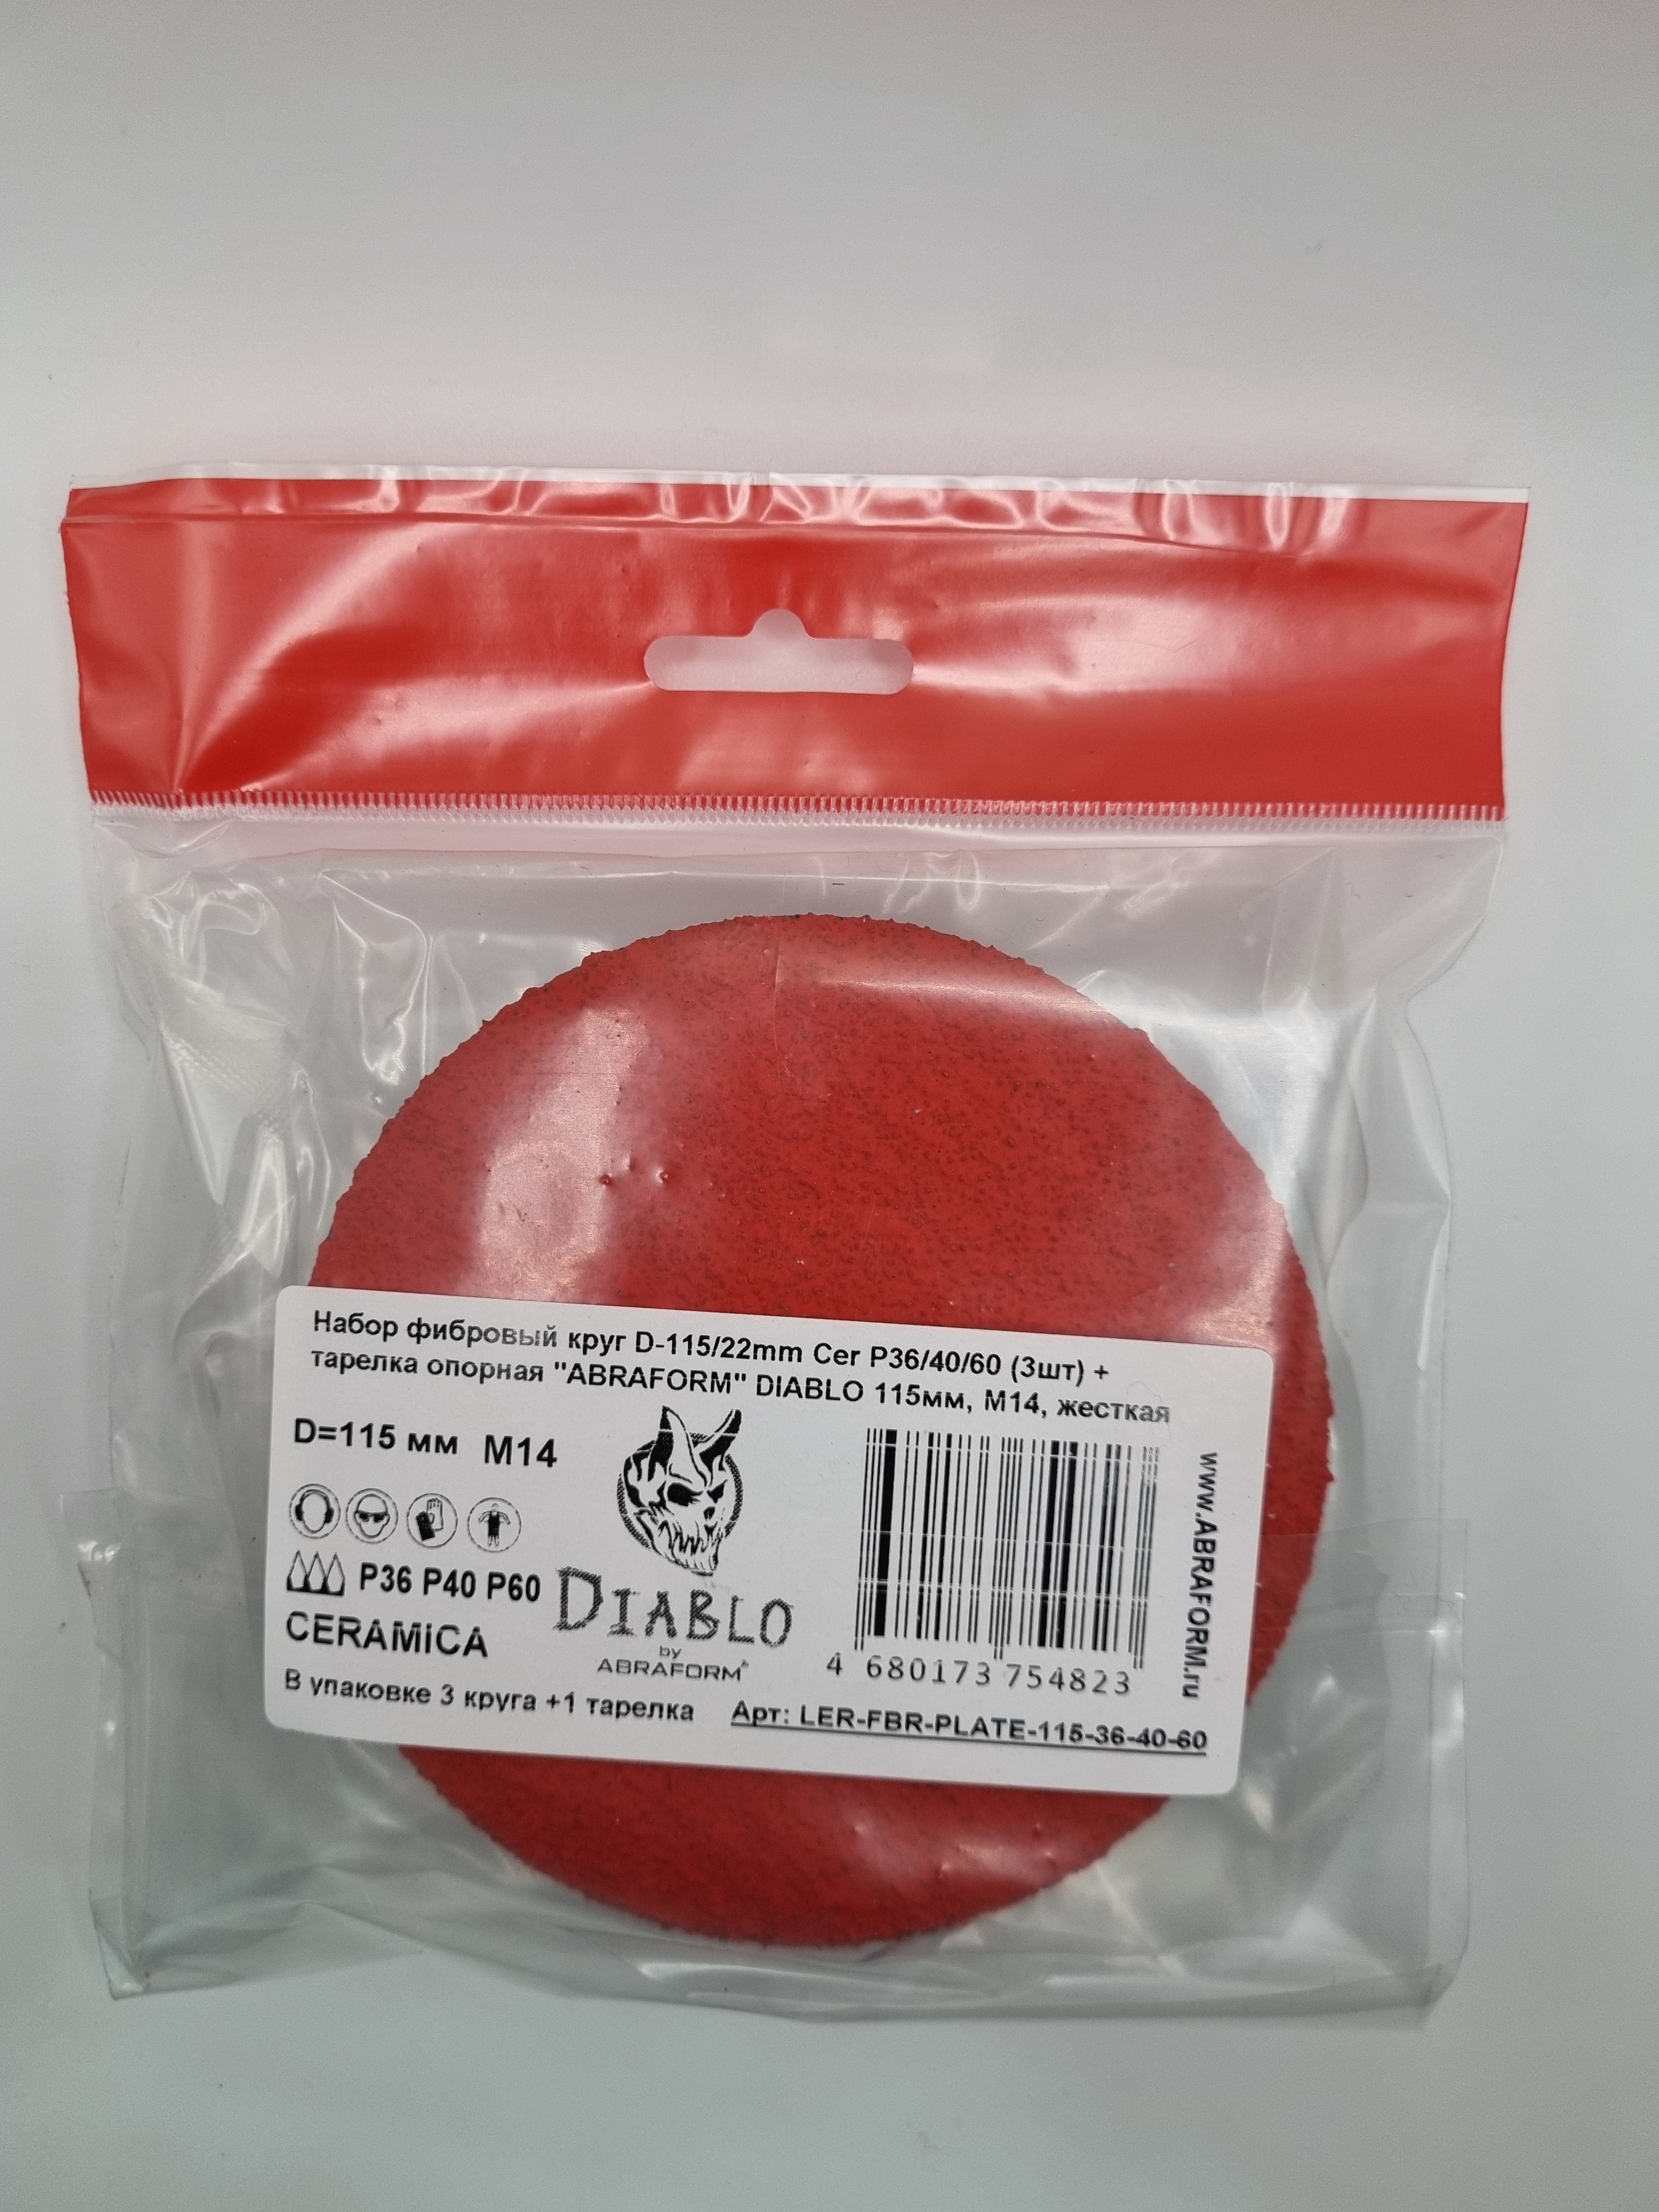 Набор фибровый круг D-115/22mm Cer P36/40/60 (3шт) +
тарелка опорная "ABRAFORM" DIABLO 115мм, М14, жесткая
D=115 мм М14
P36 P40 P60
CERAMiCA
DIABLO
by
ABRAFORM®
4 680173 754823
www.ABRAFORM.ru
В упаковке 3 круга +1 тарелка
Арт: LER-FBR-PLATE-115-36-40-60